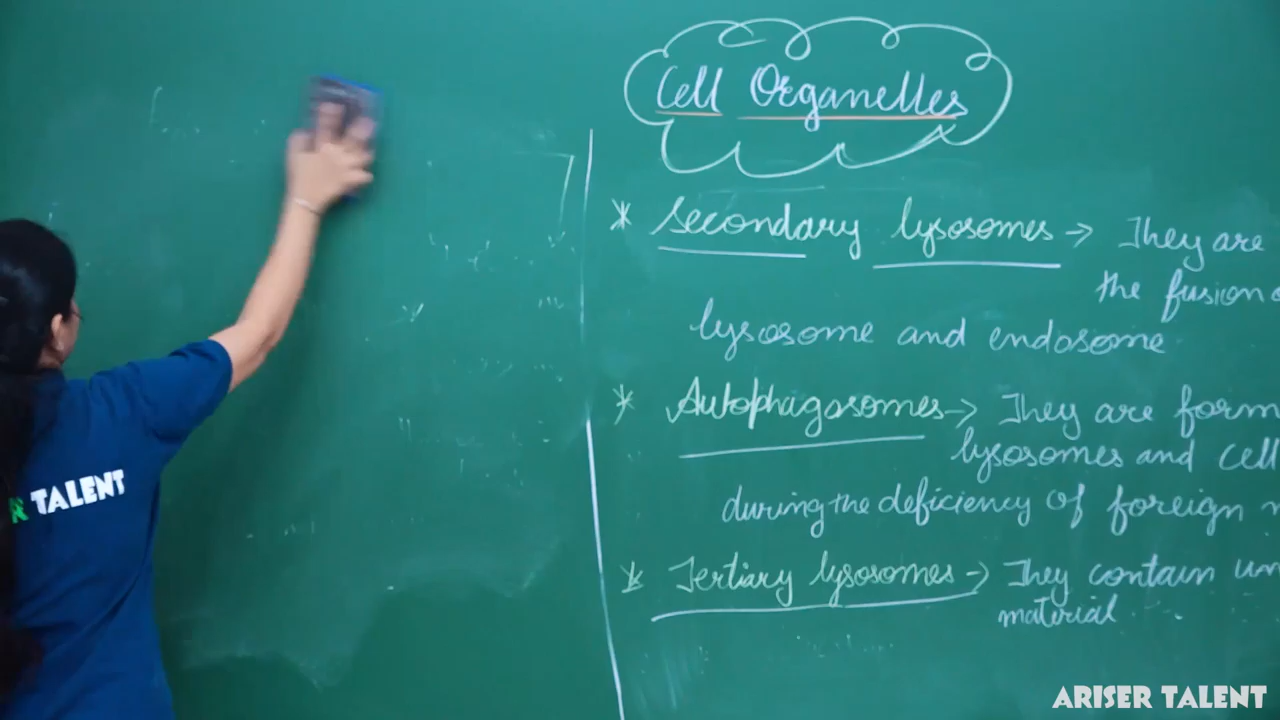 Cell Organelles
* Secondary lysosomes → They are
the fusion
lysosome and endosome
* Autophagosomes → They are form
lysosomes and cell
during the deficiency of foreign
* Tertiary lysosomes → They contain un
material
R TALENT
ARISER TALENT